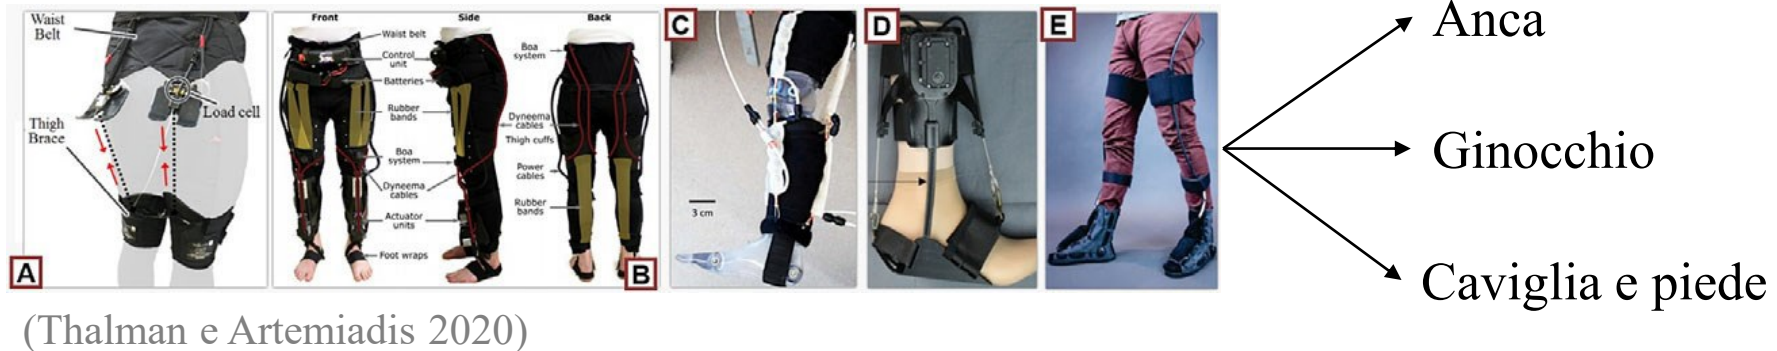 Waist
Belt
Load cell
Thigh
Brace
A
Front
Side
Back
Waist belt
Control
unit
Batteries
Rubber
bands
Boa
system
Dyneema
cables
Actuator
units
Foot wraps
Boa
system
Dyneema
cables
Thigh cuffs
Power
cables
Rubber
bands
B
C
3 cm
D
E
Anca
Ginocchio
Caviglia e piede
(Thalman e Artemiadis 2020)